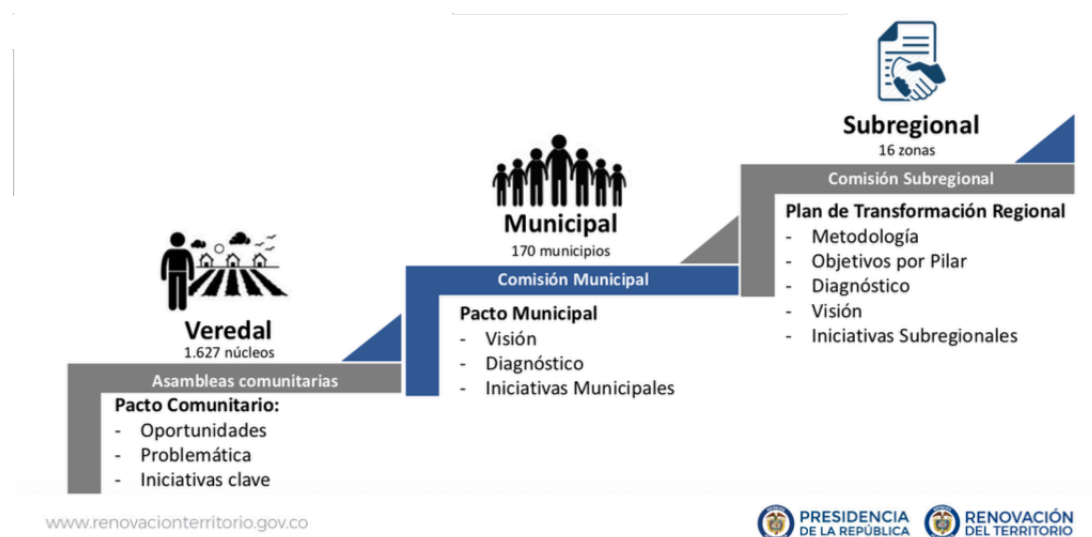 Veredal
1.627 núcleos
Asambleas comunitarias
Pacto Comunitario:
- Oportunidades
- Problemática
- Iniciativas clave
Municipal
170 municipios
Comisión Municipal
Pacto Municipal
- Visión
- Diagnóstico
- Iniciativas Municipales
Subregional
16 zonas
Comisión Subregional
Plan de Transformación Regional
- Metodología
- Objetivos por Pilar
- Diagnóstico
- Visión
- Iniciativas Subregionales
www.renovacionterritorio.gov.co
PRESIDENCIA
DE LA REPÚBLICA
RENOVACIÓN
DEL TERRITORIO